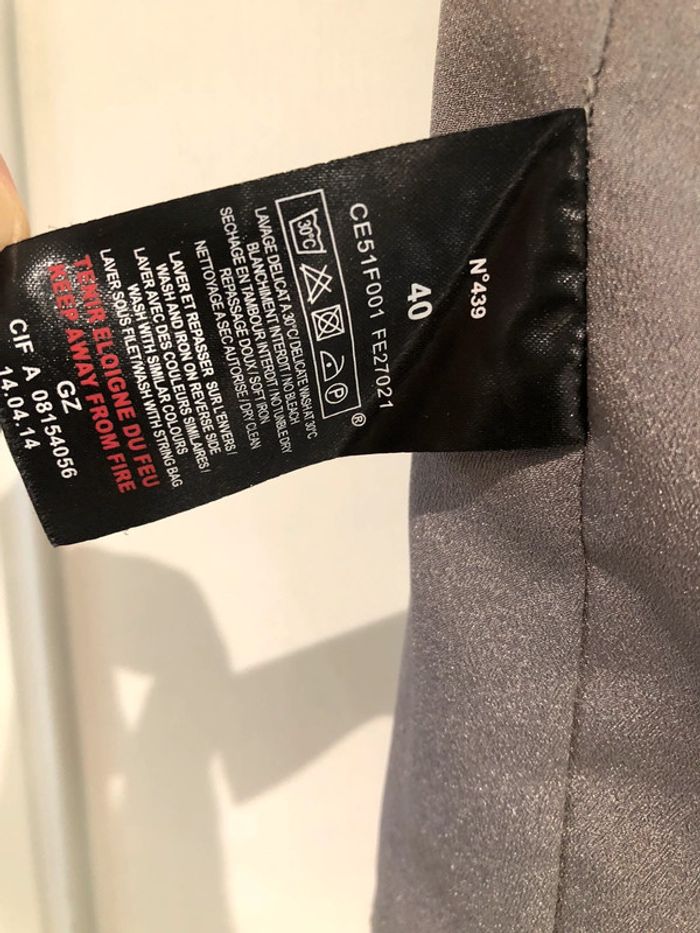 N°439
40
CE51F001 FE27021
30°C
P
®
LAVAGE DELICAT A 30°C/ DELICATE WASH AT 30°C
BLANCHIMENT INTERDIT / NO BLEACH
SECHAGE EN TAMBOUR INTERDIT NO TUMBLE DRY
REPASSAGE DOUX / SOFT IRON
NETTOYAGE A SEC AUTORISE / DRY CLEAN
LAVER ET REPASSER SUR L'ENVERS /
WASH AND IRON ON REVERSE SIDE
LAVER AVEC DES COULEURS SIMILAIRES /
WASH WITH SIMILAR COLOURS
LAVER SOUS FILET/WASH WITH STRING BAG
TENIR ELOIGNE DU FEU
KEEP AWAY FROM FIRE
GZ
CIF A 08154056
14.04.14